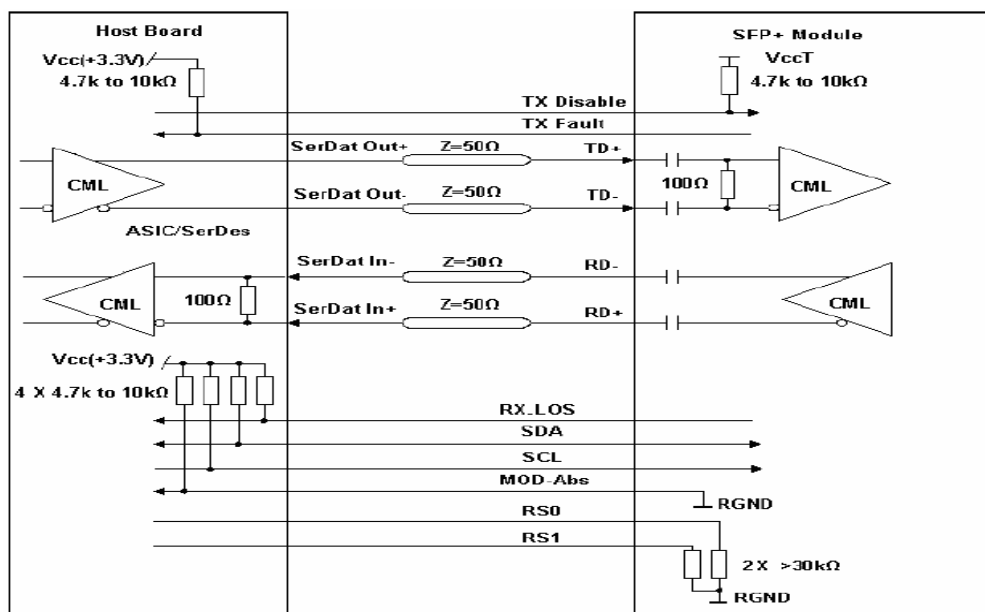 Host Board
SFP+ Module
Vcc(+3.3V)
4.7k to 10kΩ
VccT
4.7k to 10kΩ
TX Disable
TX Fault
SerDat Out+
Z=50Ω
TD+
CML
100Ω
CML
SerDat Out-
Z=50Ω
TD-
ASIC/SerDes
SerDat In-
Z=50Ω
RD-
CML
100Ω
CML
SerDat In+
Z=50Ω
RD+
Vcc(+3.3V)
4 X 4.7k to 10kΩ
RX-LOS
SDA
SCL
MOD-Abs
RGND
RS0
RS1
2 X >30kΩ
RGND